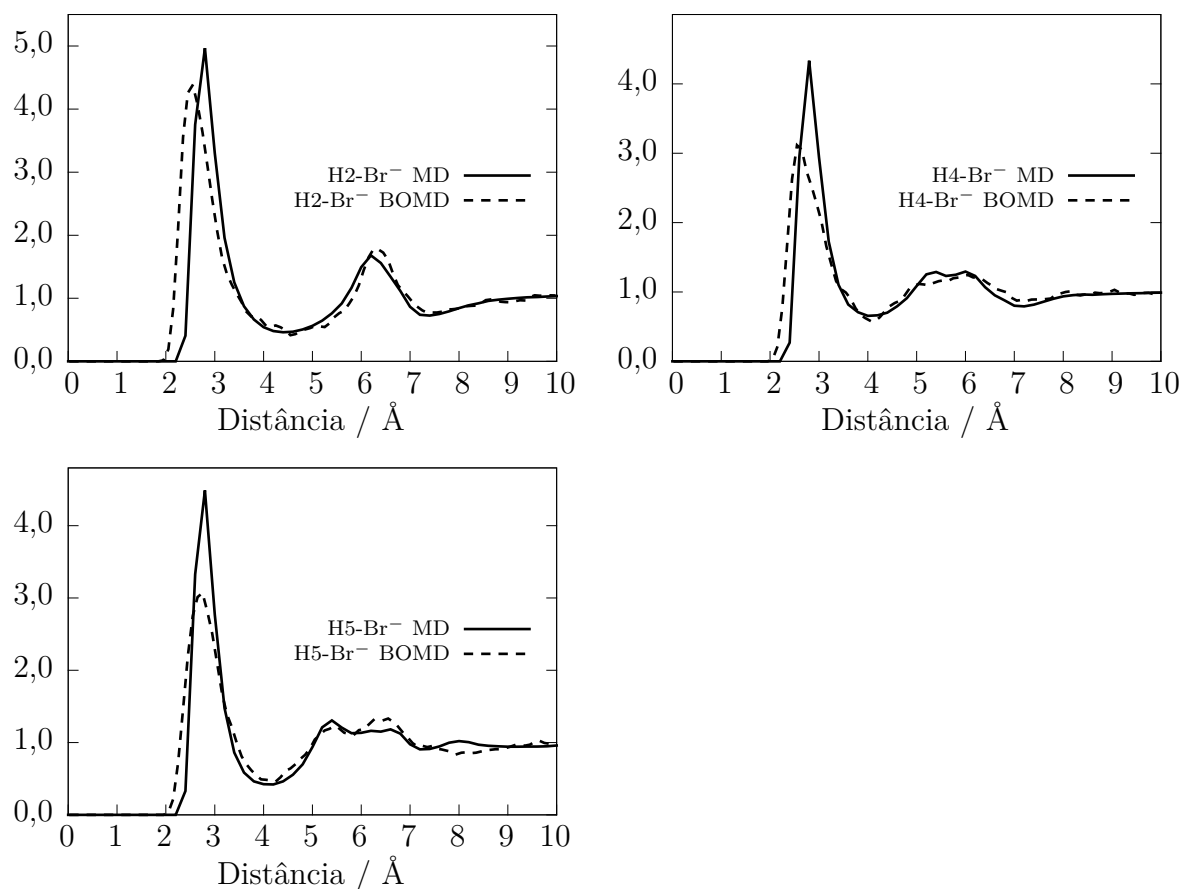 5,0
4,0
3,0
2,0
1,0
0,0
H2-Br⁻ MD
H2-Br⁻ BOMD
0 1 2 3 4 5 6 7 8 9 10
Distância / Å
4,0
3,0
2,0
1,0
0,0
H4-Br⁻ MD
H4-Br⁻ BOMD
0 1 2 3 4 5 6 7 8 9 10
Distância / Å
4,0
3,0
2,0
1,0
0,0
H5-Br⁻ MD
H5-Br⁻ BOMD
0 1 2 3 4 5 6 7 8 9 10
Distância / Å